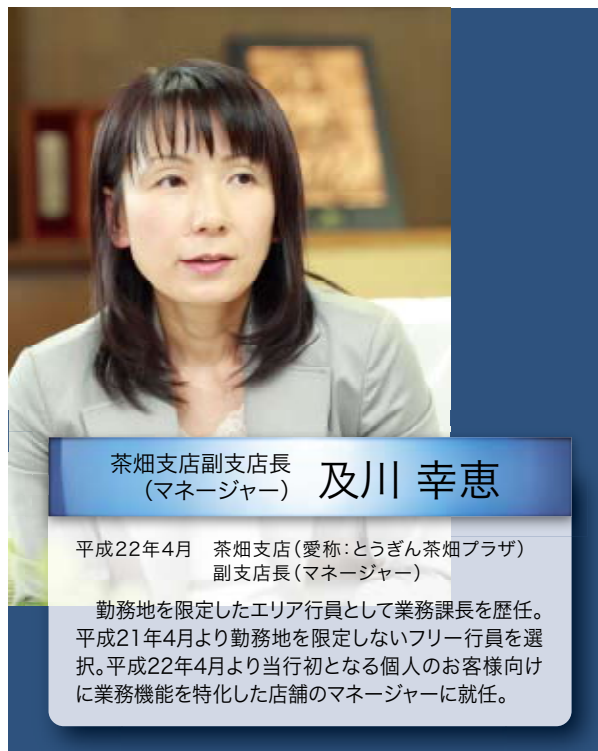 茶畑支店副支店長
（マネージャー）
及川 幸恵
平成22年4月　茶畑支店（愛称：とうぎん茶畑プラザ）
副支店長（マネージャー）
　勤務地を限定したエリア行員として業務課長を歴任。
平成21年4月より勤務地を限定しないフリー行員を選
択。平成22年4月より当行初となる個人のお客様向け
に業務機能を特化した店舗のマネージャーに就任。